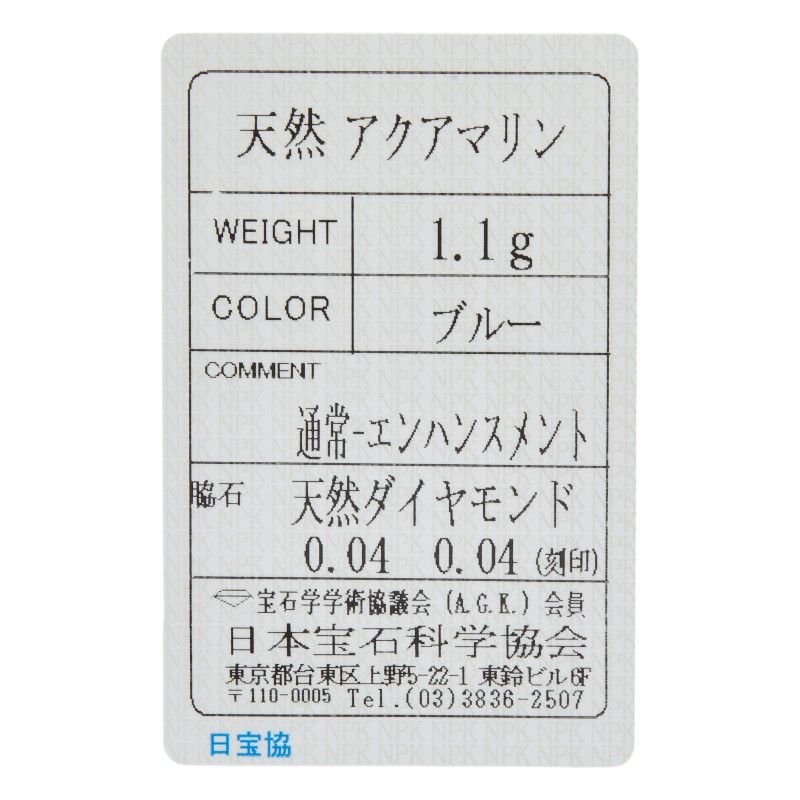 天然 アクアマリン
WEIGHT 1.1g
COLOR ブルー
COMMENT
通常-エンハンスメント
脇石 天然ダイヤモンド
0.04 0.04 (刻印)
宝石学学術協議会 (A.G.K.) 会員
日本宝石科学協会
東京都台東区上野5-22-1 東鈴ビル6F
〒110-0005 Tel.(03)3836-2507
日宝協